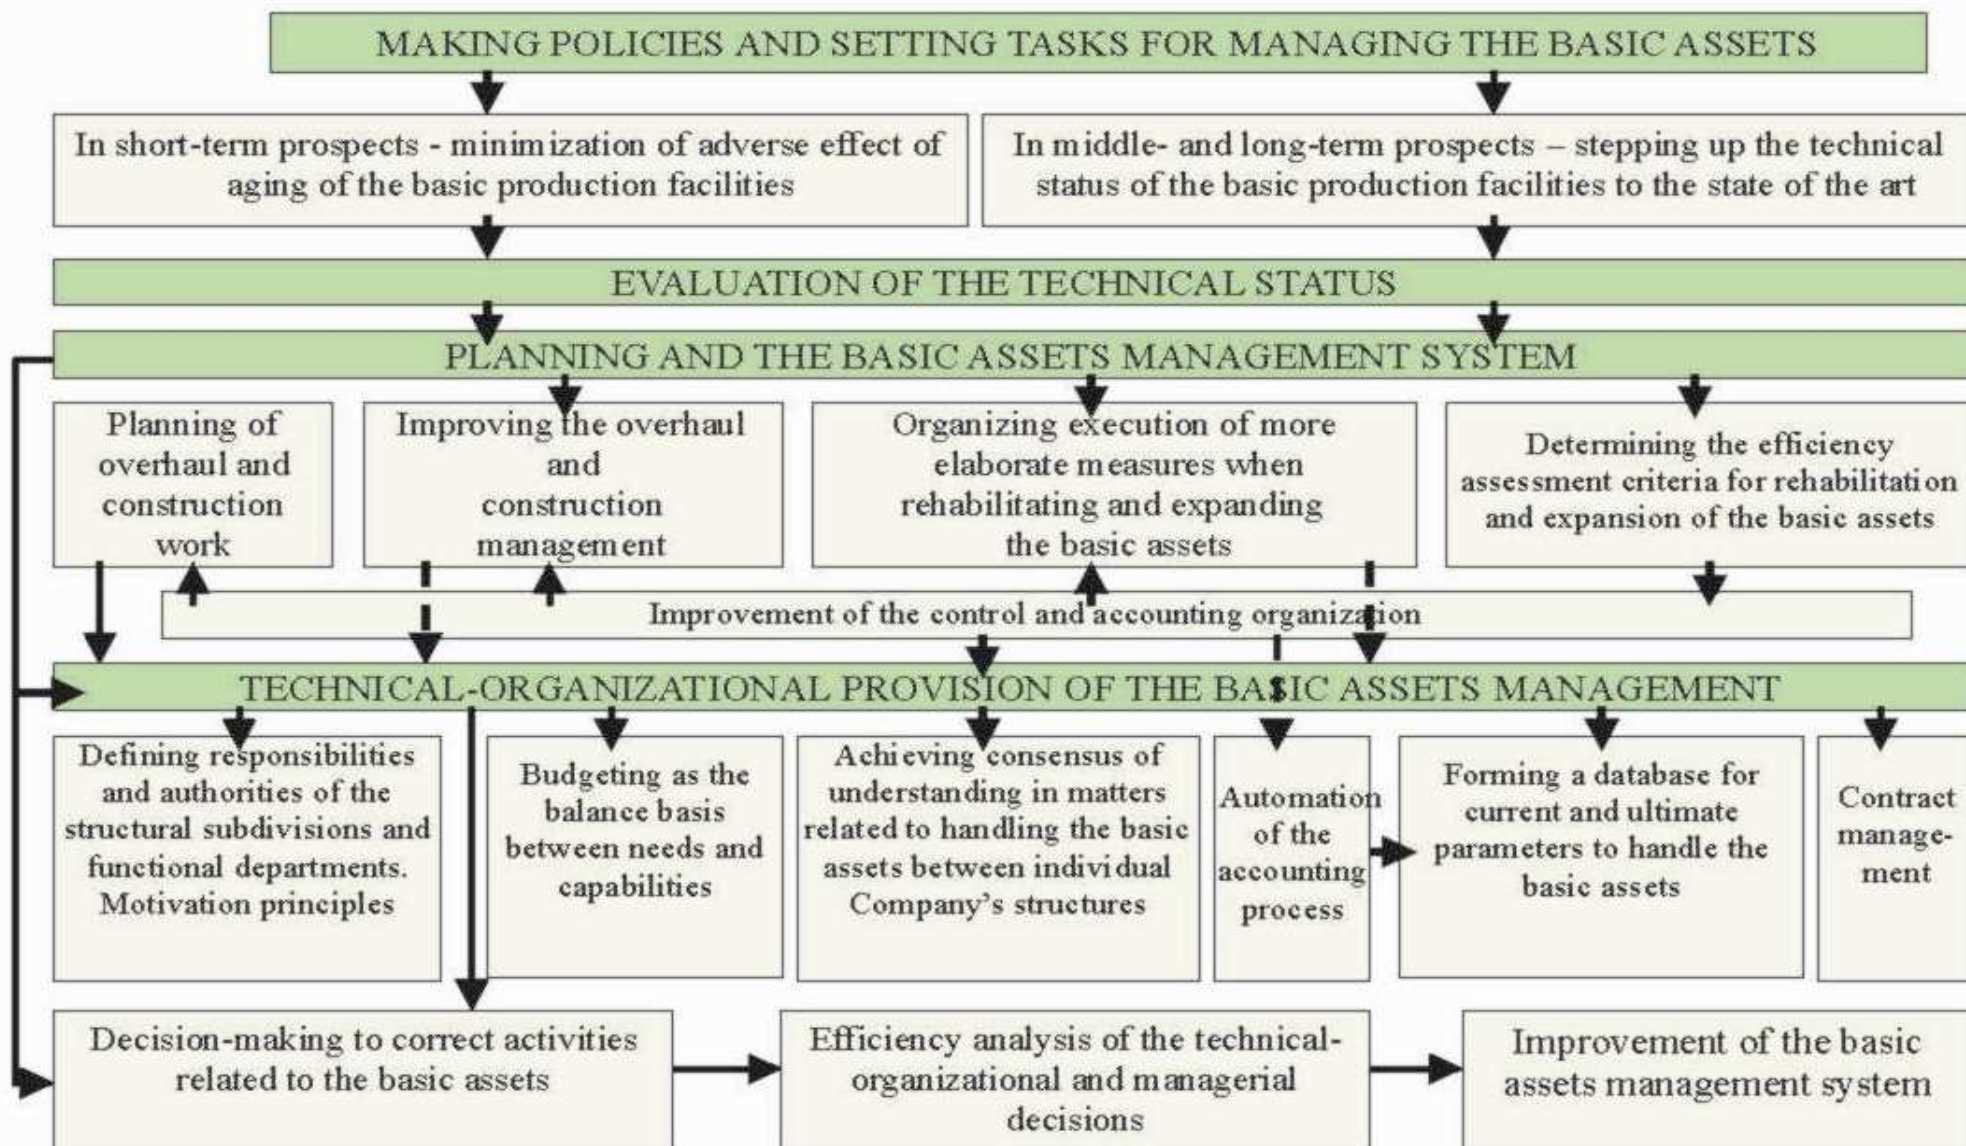 MAKING POLICIES AND SETTING TASKS FOR MANAGING THE BASIC ASSETS
In short-term prospects - minimization of adverse effect of
aging of the basic production facilities
In middle- and long-term prospects – stepping up the technical
status of the basic production facilities to the state of the art
EVALUATION OF THE TECHNICAL STATUS
PLANNING AND THE BASIC ASSETS MANAGEMENT SYSTEM
Planning of
overhaul and
construction
work
Improving the overhaul
and
construction
management
Organizing execution of more
elaborate measures when
rehabilitating and expanding
the basic assets
Determining the efficiency
assessment criteria for rehabilitation
and expansion of the basic assets
Improvement of the control and accounting organization
TECHNICAL-ORGANIZATIONAL PROVISION OF THE BASIC ASSETS MANAGEMENT
Defining responsibilities
and authorities of the
structural subdivisions and
functional departments.
Motivation principles
Budgeting as the
balance basis
between needs and
capabilities
Achieving consensus of
understanding in matters
related to handling the basic
assets between individual
Company's structures
Automation
of the
accounting
process
Forming a database for
current and ultimate
parameters to handle the
basic assets
Contract
manage-
ment
Decision-making to correct activities
related to the basic assets
Efficiency analysis of the technical-
organizational and managerial
decisions
Improvement of the basic
assets management system